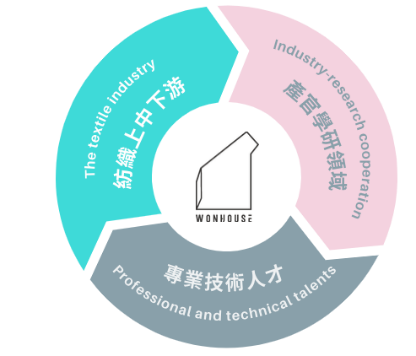 The textile industry
紡織上中下游
Industry-research cooperation
產官學研領域
WONHOUSE
專業技術人才
Professional and technical talents